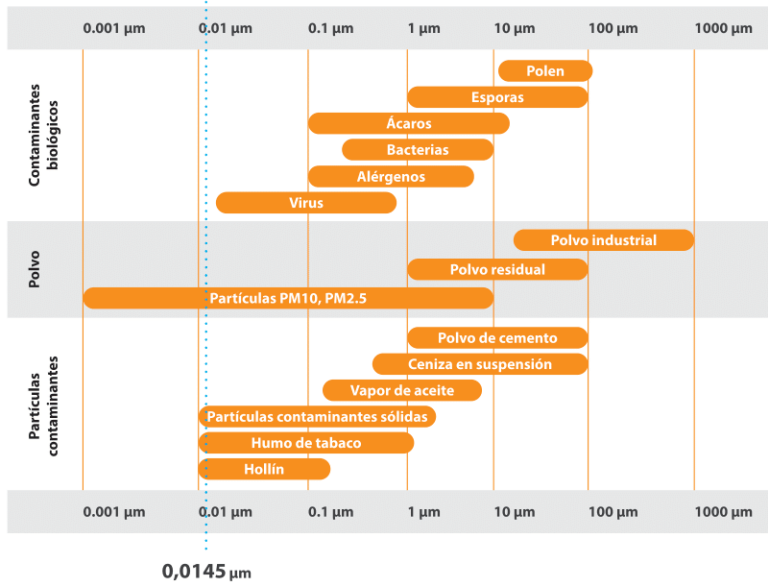 0.001 µm 0.01 µm 0.1 µm 1 µm 10 µm 100 µm 1000 µm
Contaminantes
biológicos
Polen
Esporas
Ácaros
Bacterias
Alérgenos
Virus
Polvo
Polvo industrial
Polvo residual
Partículas PM10, PM2.5
Partículas
contaminantes
Polvo de cemento
Ceniza en suspensión
Vapor de aceite
Partículas contaminantes sólidas
Humo de tabaco
Hollín
0.001 µm 0.01 µm 0.1 µm 1 µm 10 µm 100 µm 1000 µm
0,0145 µm